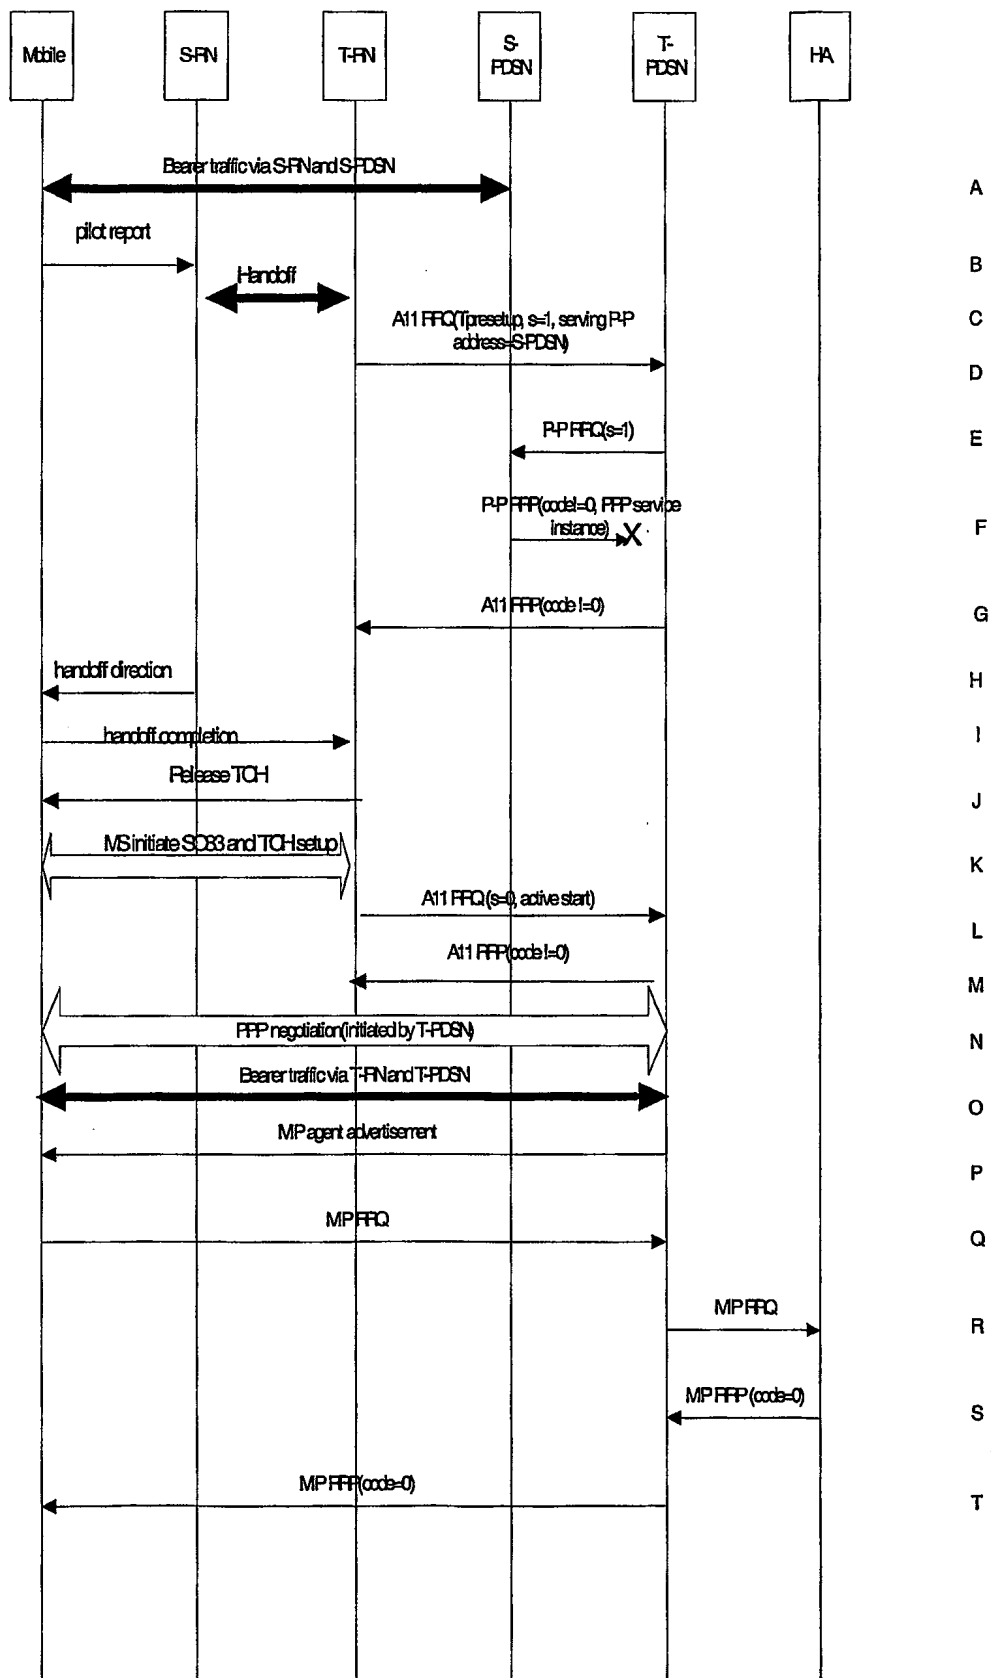 Mobile
S-RN
T-RN
S-
PDSN
T-
PDSN
HA
Bearer traffic via S-RN and S-PDSN
A
pilot report
B
Handoff
C
A11 RRQ(Tpresetup, s=1, serving P-P
address=S-PDSN)
D
P-P RRQ(s=1)
E
P-P RRP(code!=0, PPP service
instance)
X
F
A11 RRP(code !=0)
G
handoff direction
H
handoff completion
I
Release TCH
J
MS initiate SO33 and TCH setup
K
A11 RRQ(s=0, active start)
L
A11 RRP(code !=0)
M
PPP negotiation(initiated by T-PDSN)
N
Bearer traffic via T-RN and T-PDSN
O
MIP agent advertisement
P
MIP RRQ
Q
MIP RRQ
R
MIP RRP (code=0)
S
MIP RRP(code=0)
T